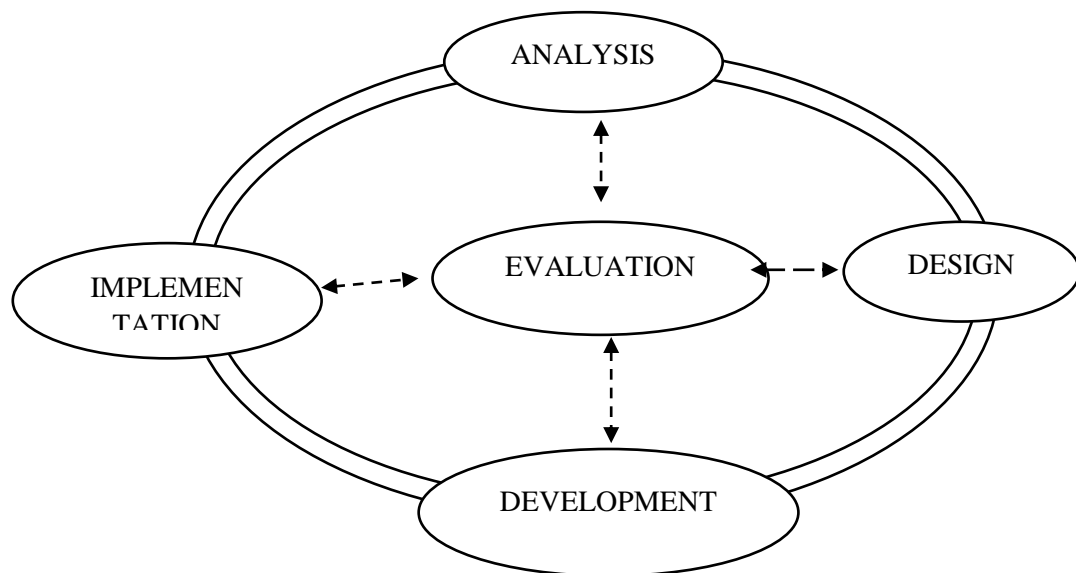 ANALYSIS
EVALUATION
DESIGN
IMPLEMEN
TATION
DEVELOPMENT